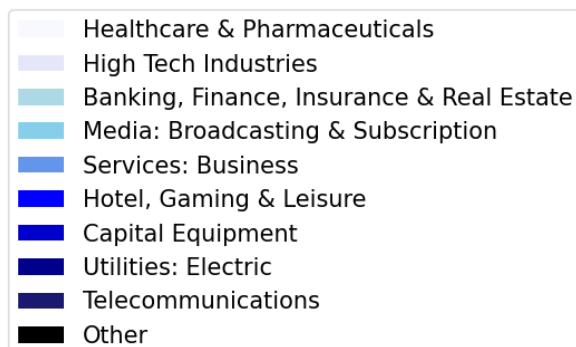 Healthcare & Pharmaceuticals
High Tech Industries
Banking, Finance, Insurance & Real Estate
Media: Broadcasting & Subscription
Services: Business
Hotel, Gaming & Leisure
Capital Equipment
Utilities: Electric
Telecommunications
Other